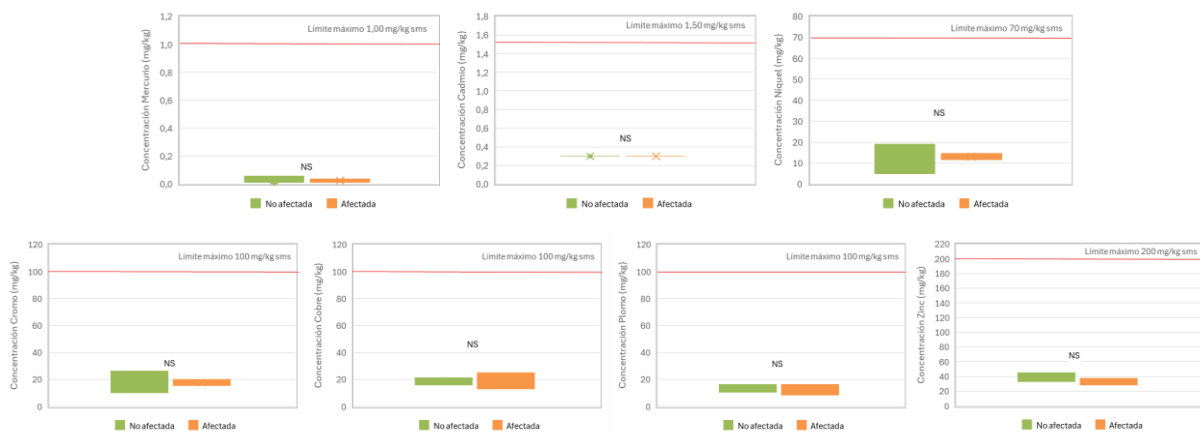 Concentración Mercurio (mg/kg)
1,2
1,0
0,8
0,6
0,4
0,2
0,0
Límite máximo 1,00 mg/kg sms
NS
No afectada Afectada
Concentración Cadmio (mg/kg)
1,8
1,6
1,4
1,2
1,0
0,8
0,6
0,4
0,2
0,0
Límite máximo 1,50 mg/kg sms
NS
No afectada Afectada
Concentración Níquel (mg/kg)
80
70
60
50
40
30
20
10
0
Límite máximo 70 mg/kg sms
NS
No afectada Afectada
Concentración Cromo (mg/kg)
120
100
80
60
40
20
0
Límite máximo 100 mg/kg sms
NS
No afectada Afectada
Concentración Cobre (mg/kg)
120
100
80
60
40
20
0
Límite máximo 100 mg/kg sms
NS
No afectada Afectada
Concentración Plomo (mg/kg)
120
100
80
60
40
20
0
Límite máximo 100 mg/kg sms
NS
No afectada Afectada
Concentración Zinc (mg/kg)
220
200
180
160
140
120
100
80
60
40
20
0
Límite máximo 200 mg/kg sms
NS
No afectada Afectada